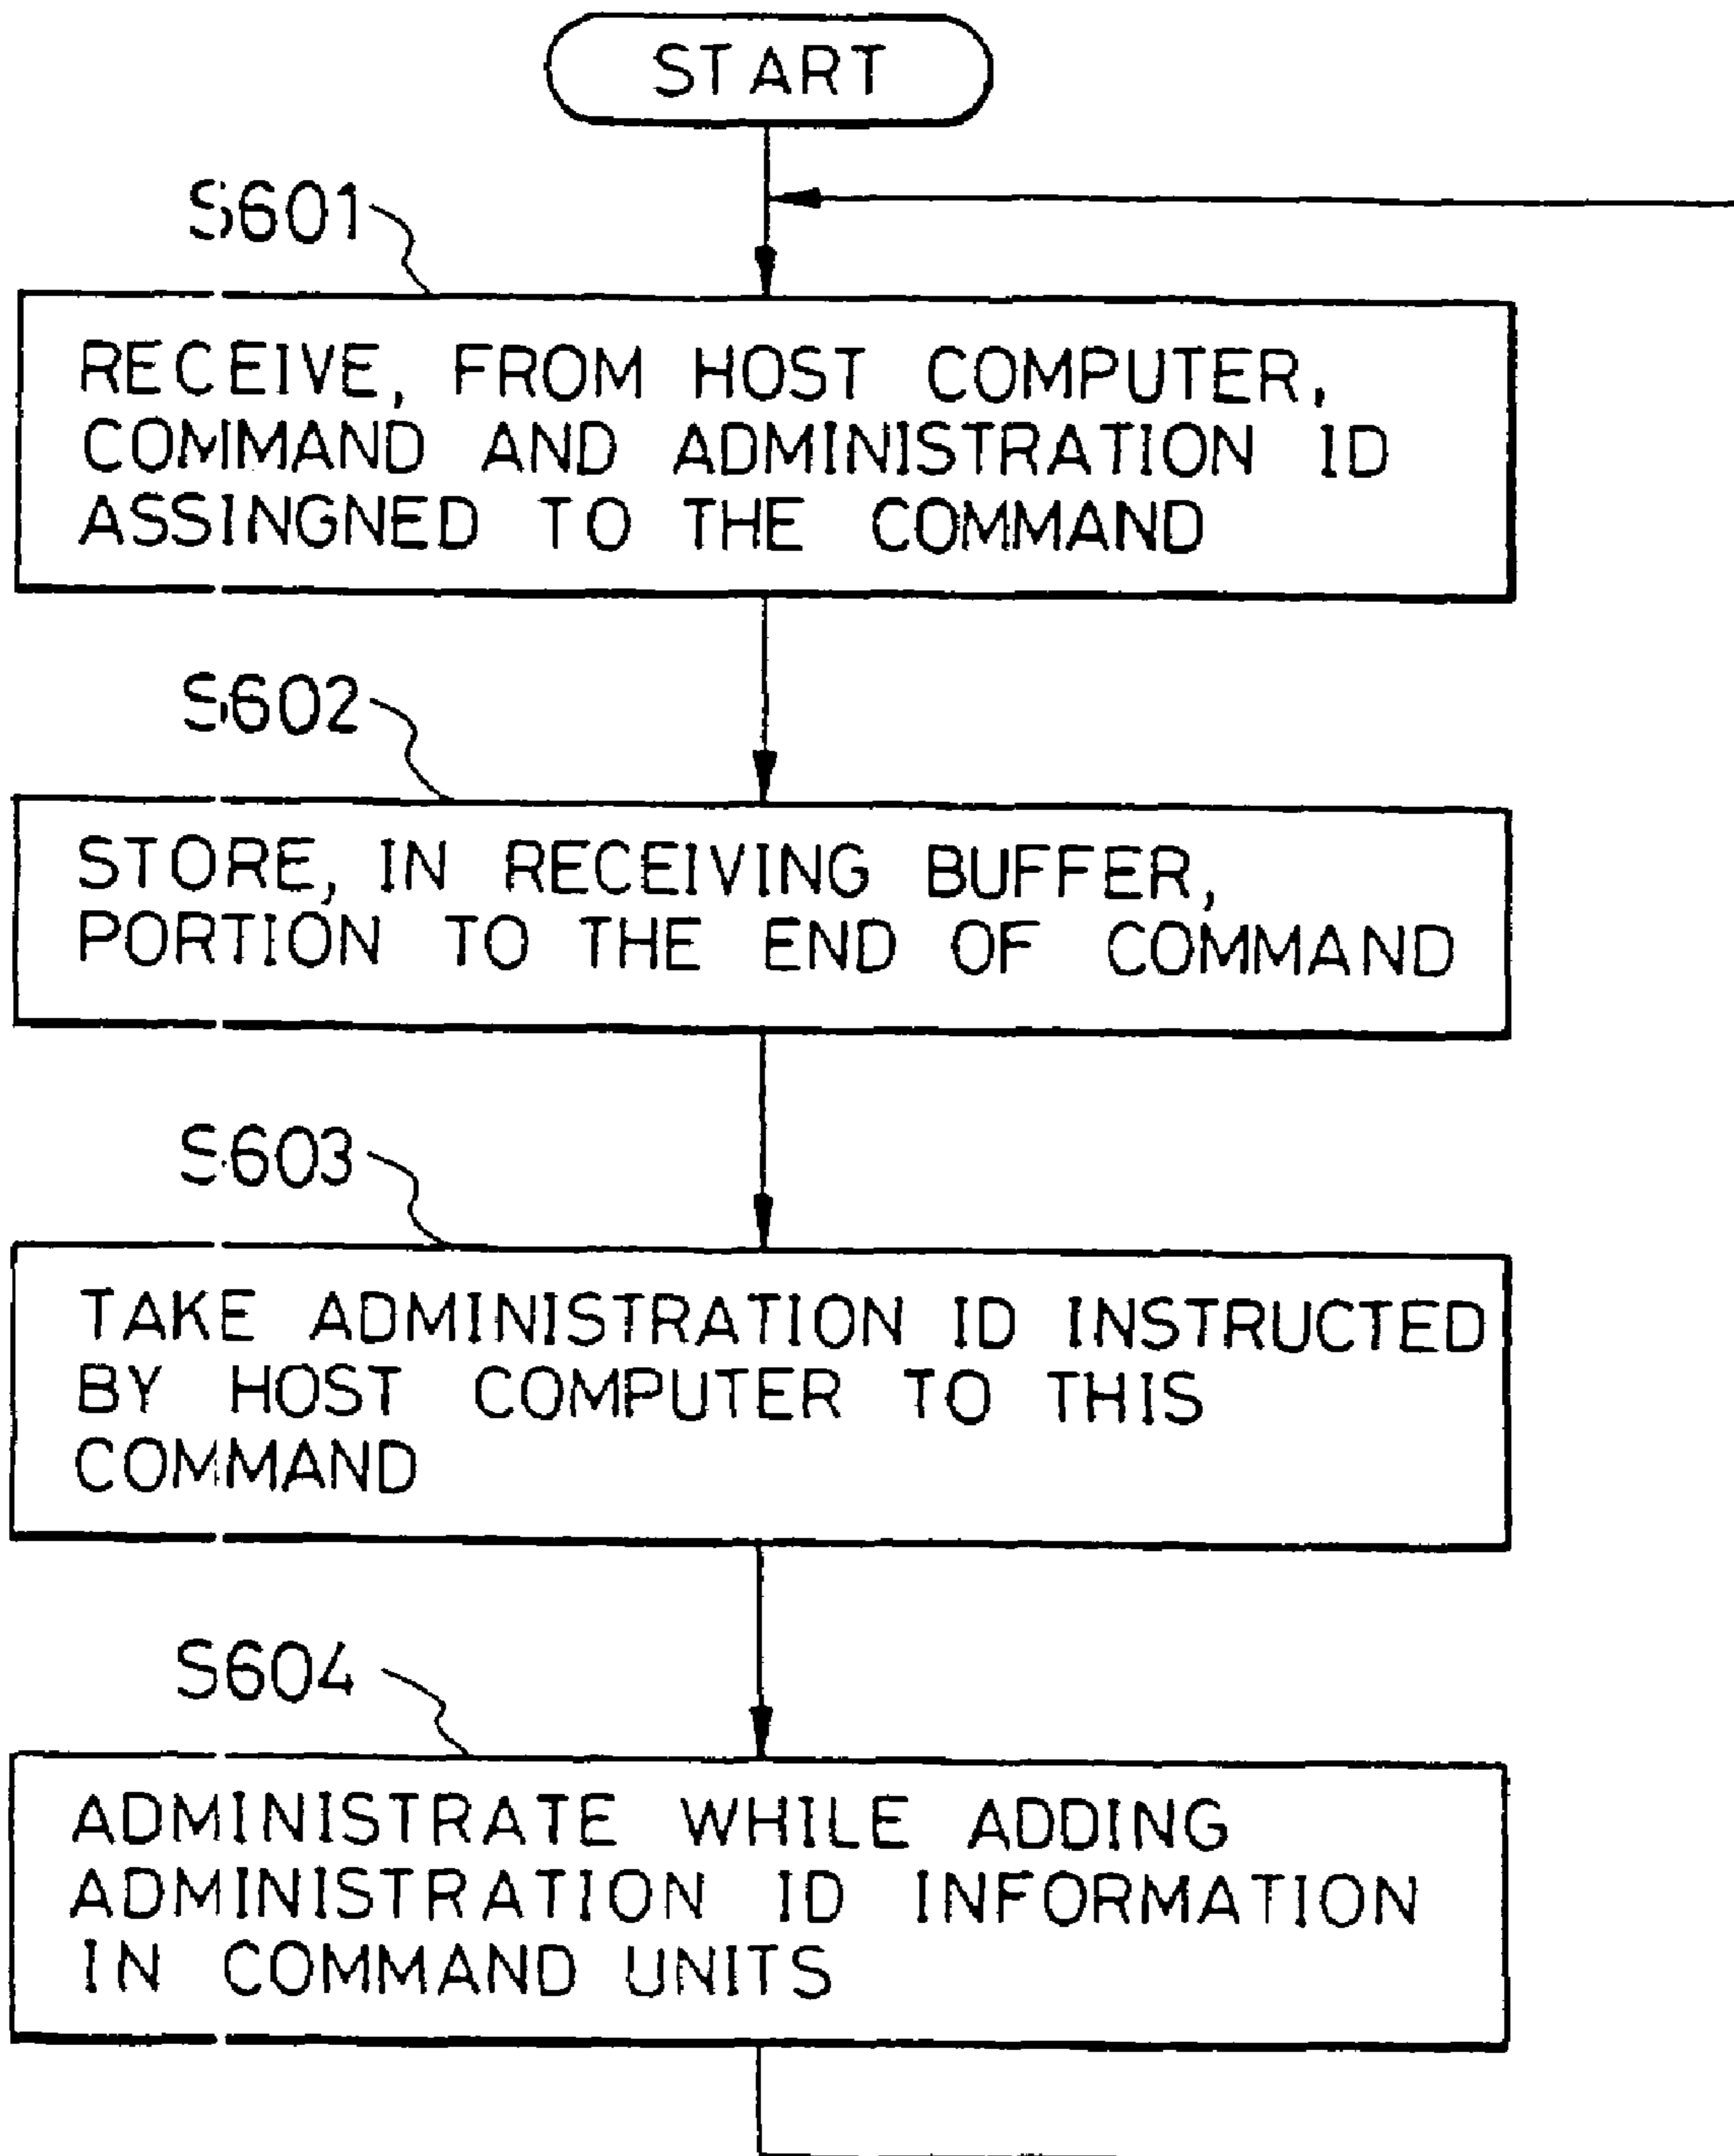 START
S601
RECEIVE, FROM HOST COMPUTER,
COMMAND AND ADMINISTRATION ID
ASSINGNED TO THE COMMAND
S602
STORE, IN RECEIVING BUFFER,
PORTION TO THE END OF COMMAND
S603
TAKE ADMINISTRATION ID INSTRUCTED
BY HOST COMPUTER TO THIS
COMMAND
S604
ADMINISTRATE WHILE ADDING
ADMINISTRATION ID INFORMATION
IN COMMAND UNITS